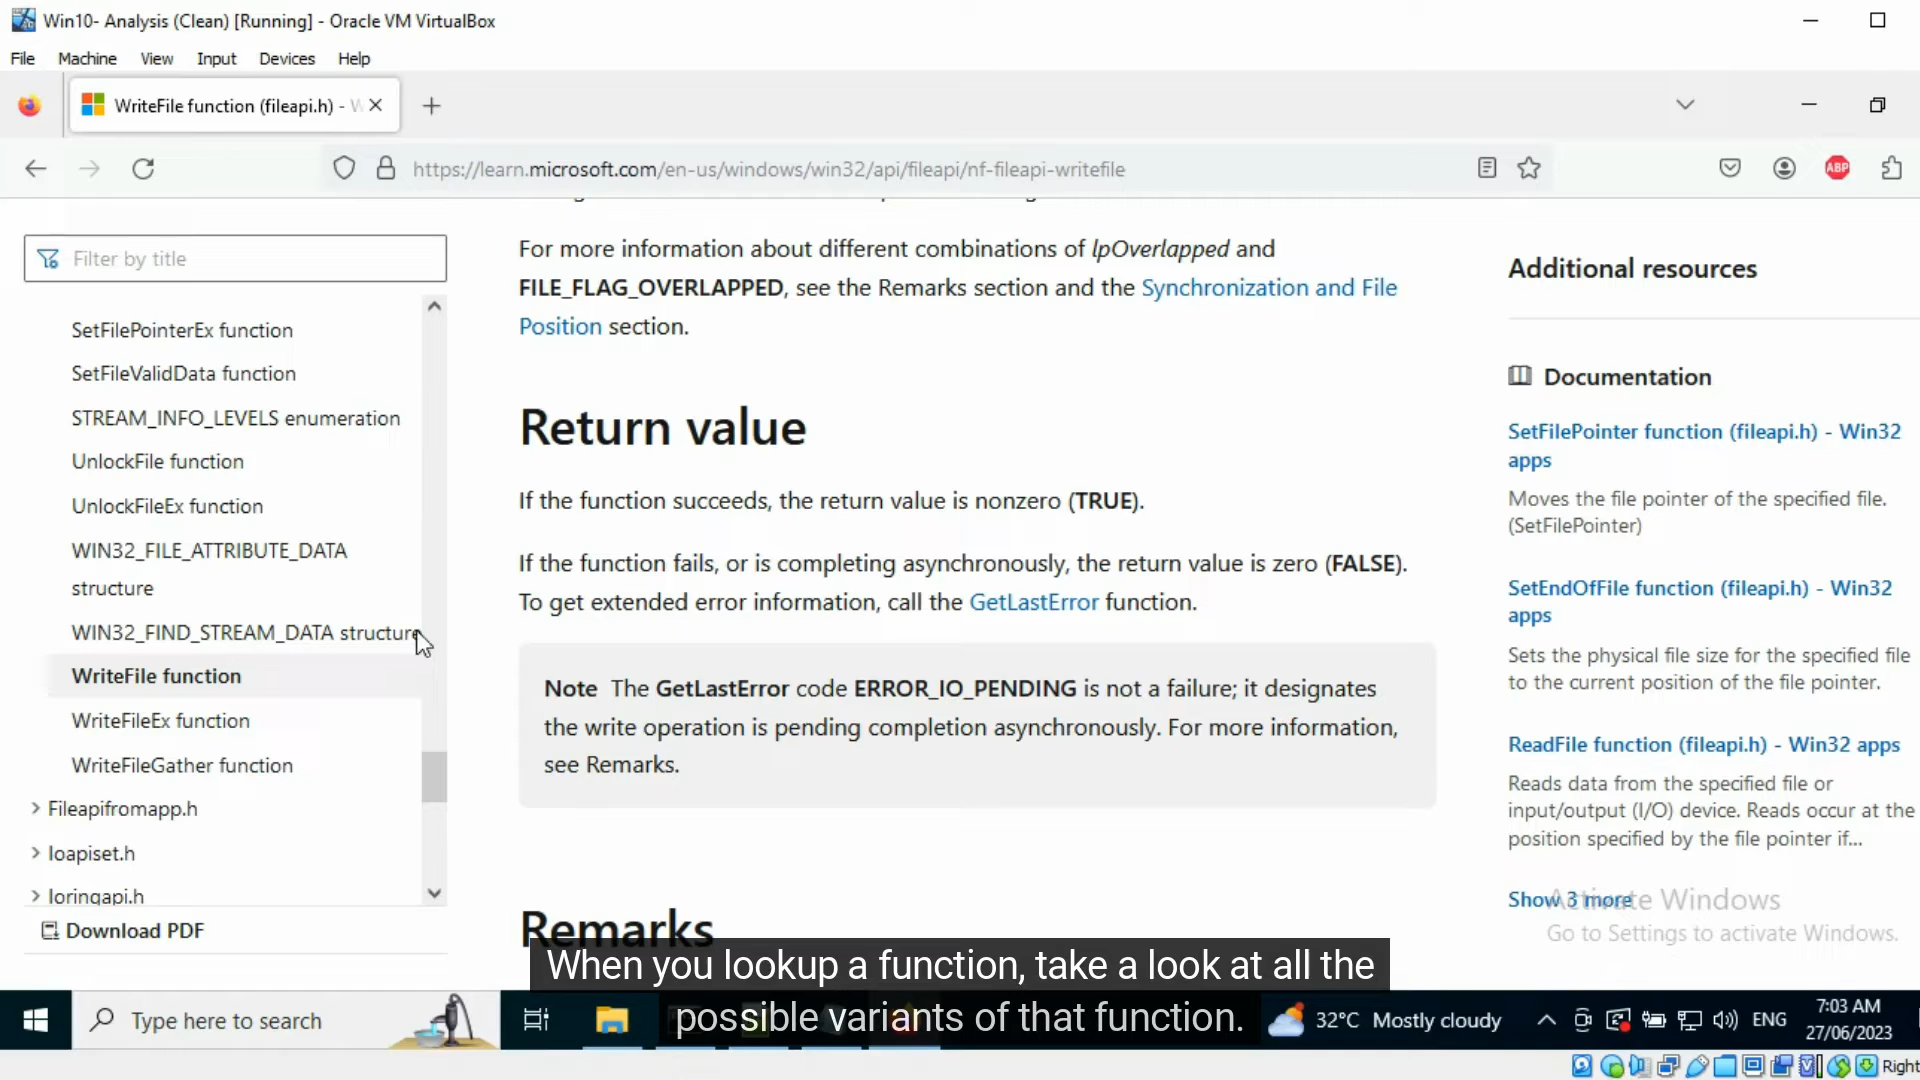 Win10- Analysis (Clean) [Running] - Oracle VM VirtualBox
File Machine View Input Devices Help
WriteFile function (fileapi.h) - W
https://learn.microsoft.com/en-us/windows/win32/api/fileapi/nf-fileapi-writefile
ABP
Filter by title
SetFilePointerEx function
SetFileValidData function
STREAM_INFO_LEVELS enumeration
UnlockFile function
UnlockFileEx function
WIN32_FILE_ATTRIBUTE_DATA
structure
WIN32_FIND_STREAM_DATA structure
WriteFile function
WriteFileEx function
WriteFileGather function
Fileapifromapp.h
Ioapiset.h
Ioringapi.h
Download PDF
For more information about different combinations of lpOverlapped and
FILE_FLAG_OVERLAPPED, see the Remarks section and the Synchronization and File
Position section.
Return value
If the function succeeds, the return value is nonzero (TRUE).
If the function fails, or is completing asynchronously, the return value is zero (FALSE).
To get extended error information, call the GetLastError function.
Note The GetLastError code ERROR_IO_PENDING is not a failure; it designates
the write operation is pending completion asynchronously. For more information,
see Remarks.
Remarks
Additional resources
Documentation
SetFilePointer function (fileapi.h) - Win32
apps
Moves the file pointer of the specified file.
(SetFilePointer)
SetEndOfFile function (fileapi.h) - Win32
apps
Sets the physical file size for the specified file
to the current position of the file pointer.
ReadFile function (fileapi.h) - Win32 apps
Reads data from the specified file or
input/output (I/O) device. Reads occur at the
position specified by the file pointer if...
Show 3 more
Activate Windows
Go to Settings to activate Windows.
When you lookup a function, take a look at all the
possible variants of that function.
Type here to search
32°C Mostly cloudy
ENG
7:03 AM
27/06/2023
Right